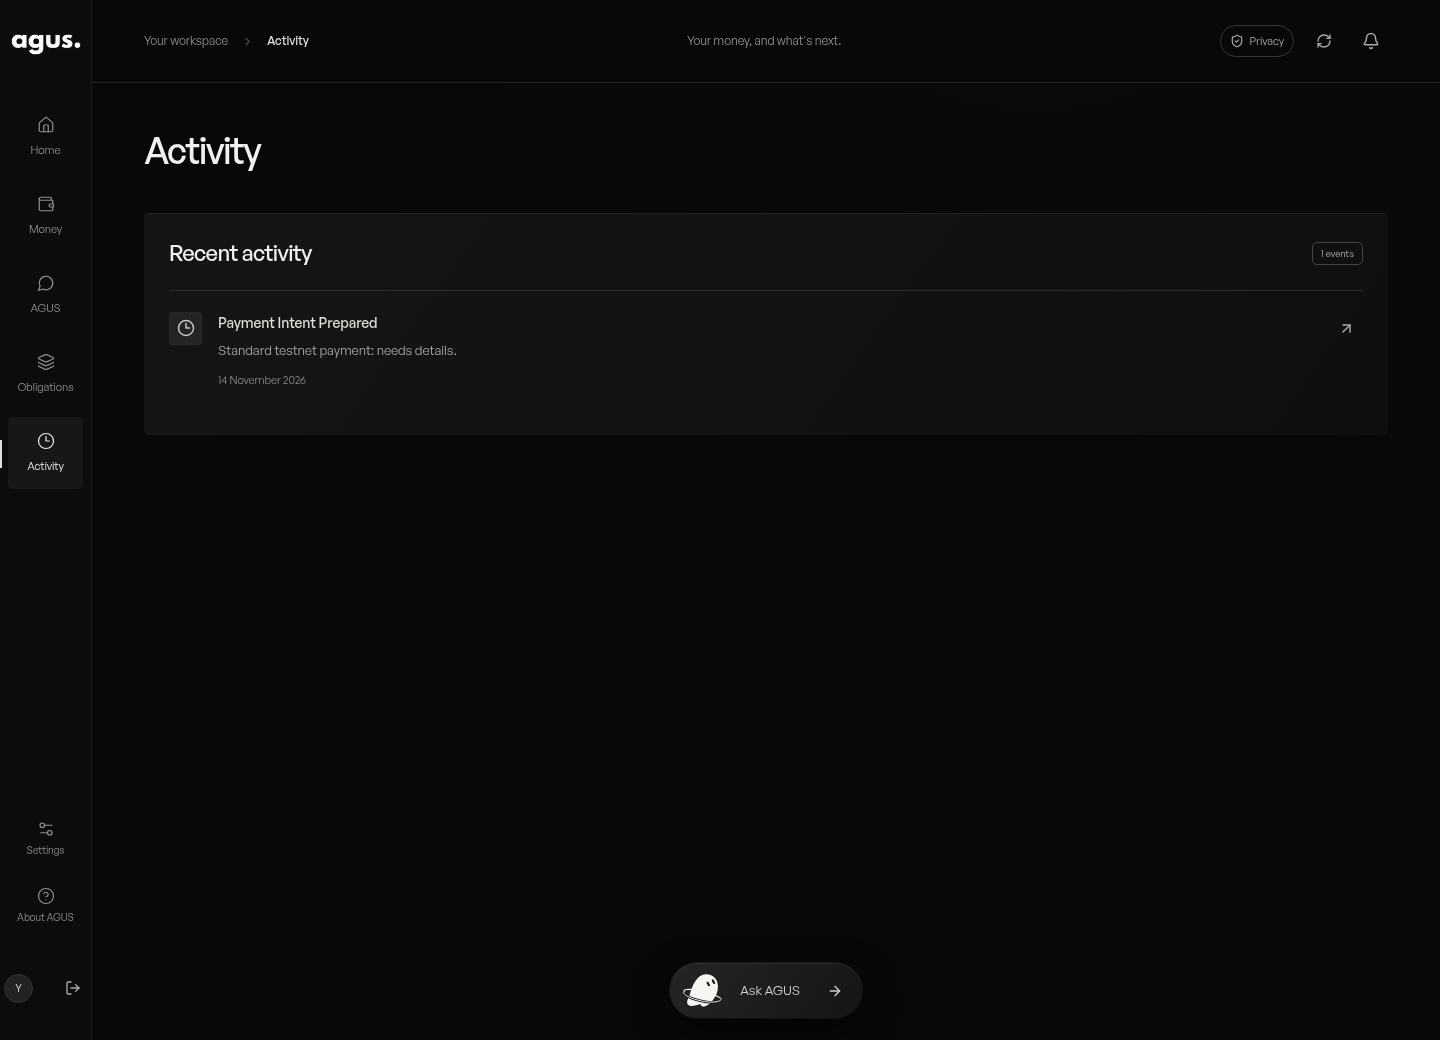 agus.
Your workspace
Activity
Your money, and what's next.
Privacy
Home
Money
AGUS
Obligations
Activity
Settings
About AGUS
Y
Activity
Recent activity
1 events
Payment Intent Prepared
Standard testnet payment: needs details.
14 November 2026
Ask AGUS